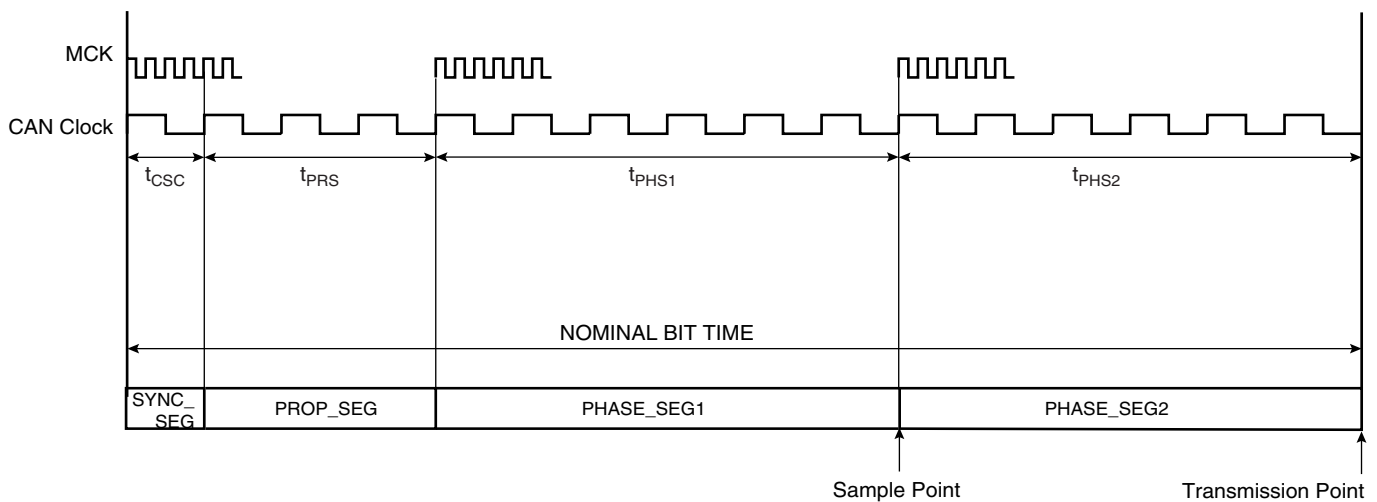 MCK
CAN Clock
tCSC
tPRS
tPHS1
tPHS2
NOMINAL BIT TIME
SYNC_
SEG
PROP_SEG
PHASE_SEG1
PHASE_SEG2
Sample Point
Transmission Point